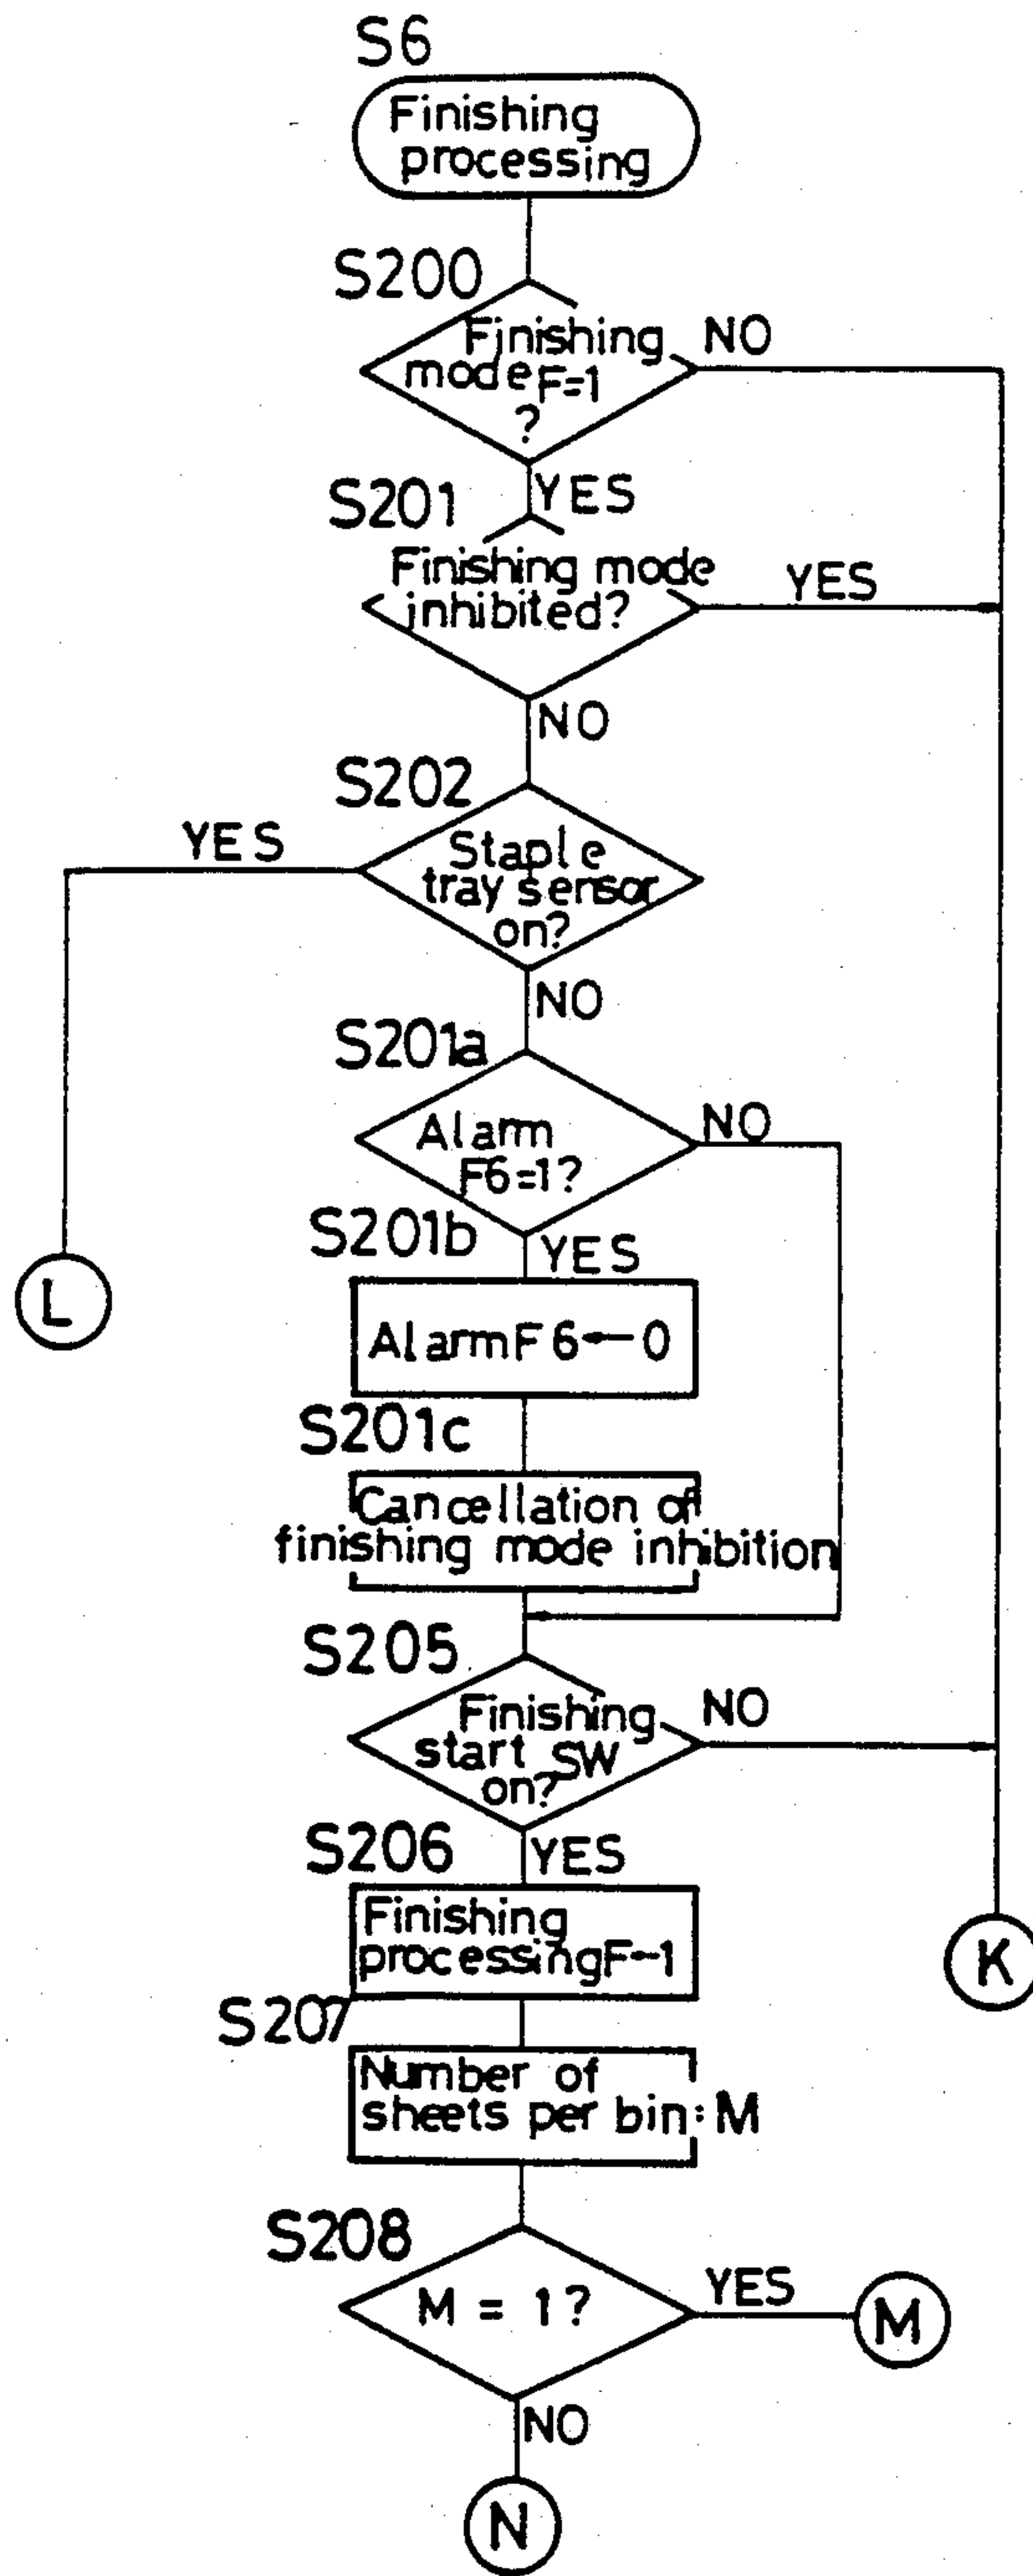 S6
Finishing
processing
S200
Finishing
mode F=1
?
NO
YES
S201
Finishing mode
inhibited?
YES
NO
S202
YES
Staple
tray sensor
on?
NO
S201a
Alarm
F6=1?
NO
S201b
YES
L
Alarm F6←0
S201c
Cancellation of
finishing mode inhibition
S205
Finishing
start SW
on?
NO
S206
YES
Finishing
processing F←1
K
S207
Number of
sheets per bin: M
S208
M = 1?
YES
M
NO
N